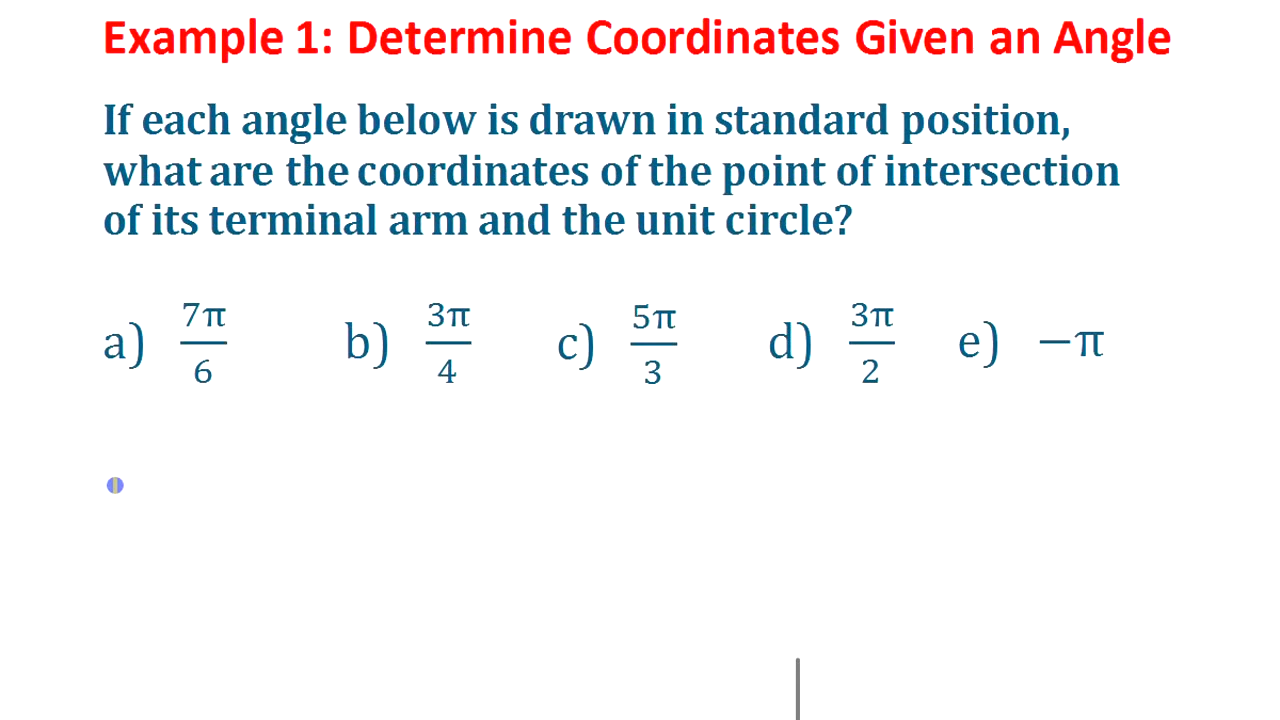 Example 1: Determine Coordinates Given an Angle
If each angle below is drawn in standard position,
what are the coordinates of the point of intersection
of its terminal arm and the unit circle?
a) 7π/6 b) 3π/4 c) 5π/3 d) 3π/2 e) −π